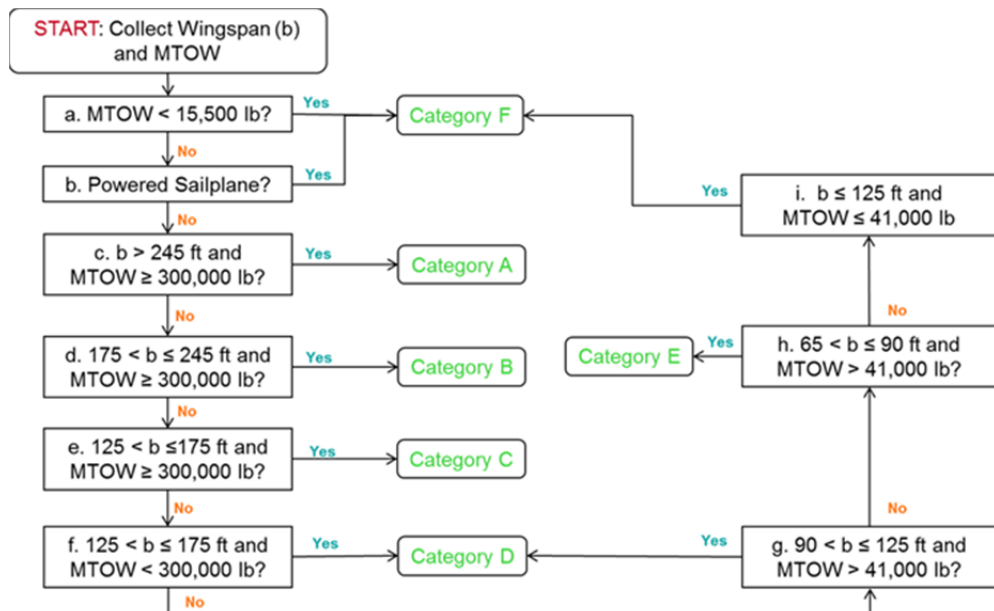 START: Collect Wingspan (b)
and MTOW
a. MTOW < 15,500 lb?
Yes
Category F
No
b. Powered Sailplane?
Yes
No
c. b > 245 ft and
MTOW ≥ 300,000 lb?
Yes
Category A
No
d. 175 < b ≤ 245 ft and
MTOW ≥ 300,000 lb?
Yes
Category B
No
e. 125 < b ≤175 ft and
MTOW ≥ 300,000 lb?
Yes
Category C
No
f. 125 < b ≤ 175 ft and
MTOW < 300,000 lb?
Yes
Category D
No
g. 90 < b ≤ 125 ft and
MTOW > 41,000 lb?
Yes
No
h. 65 < b ≤ 90 ft and
MTOW > 41,000 lb?
Yes
Category E
No
i. b ≤ 125 ft and
MTOW ≤ 41,000 lb
Yes